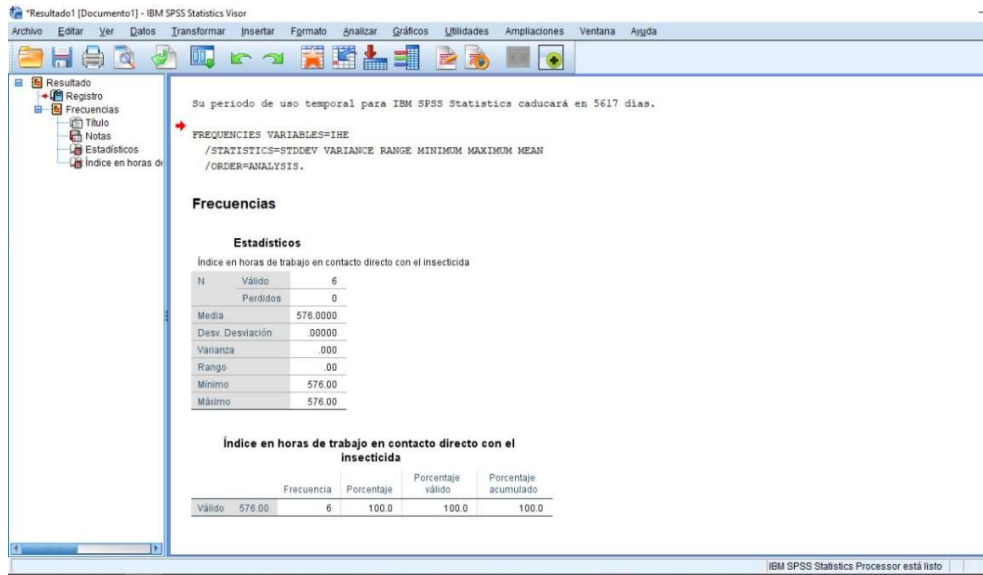 *Resultado1 [Documento1] - IBM SPSS Statistics Visor
Archivo Editar Ver Datos Transformar Insertar Formato Analizar Gráficos Utilidades Ampliaciones Ventana Ayuda
Resultado
Registro
Frecuencias
Título
Notas
Estadísticos
Índice en horas de
Su periodo de uso temporal para IBM SPSS Statistics caducará en 5617 días.
FREQUENCIES VARIABLES=IHE
/STATISTICS=STDDEV VARIANCE RANGE MINIMUM MAXIMUM MEAN
/ORDER=ANALYSIS.
Frecuencias
Estadísticos
Índice en horas de trabajo en contacto directo con el insecticida
N Válido 6
Perdidos 0
Media 576.0000
Desv. Desviación .00000
Varianza .000
Rango .00
Mínimo 576.00
Máximo 576.00
Índice en horas de trabajo en contacto directo con el
insecticida
Frecuencia Porcentaje Porcentaje válido Porcentaje acumulado
Válido 576.00 6 100.0 100.0 100.0
IBM SPSS Statistics Processor está listo